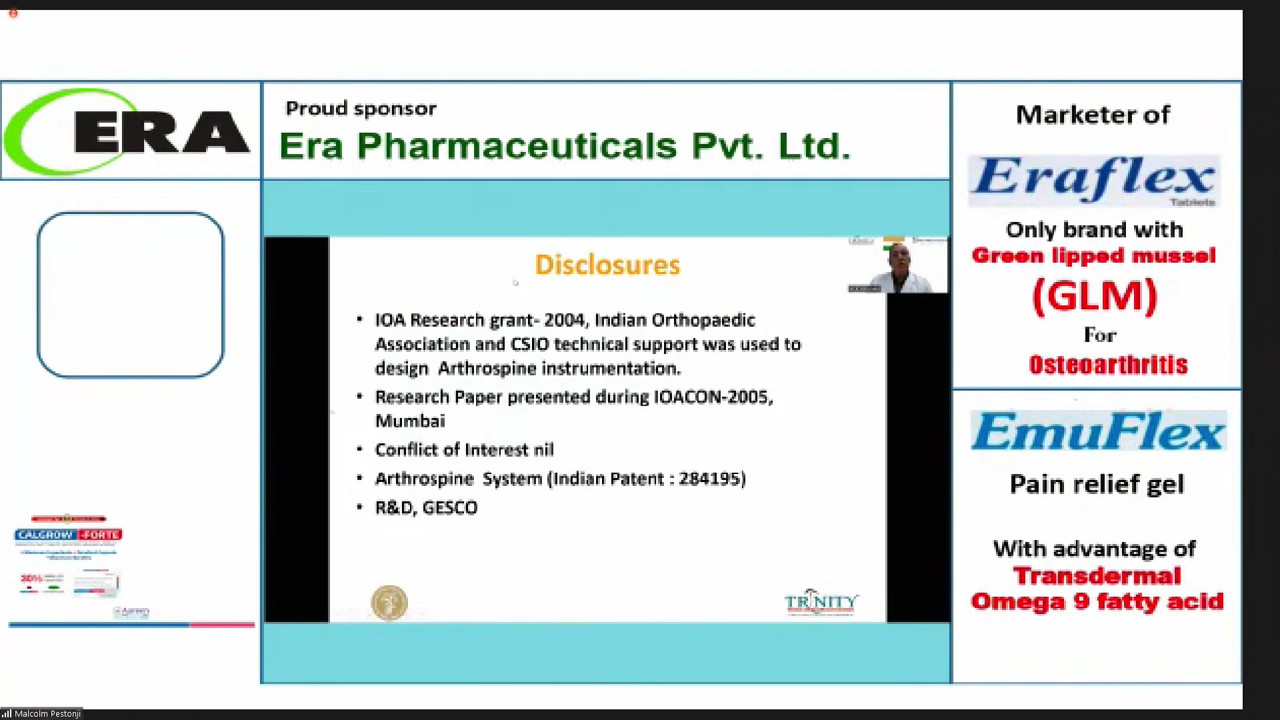 ERA
Proud sponsor
Era Pharmaceuticals Pvt. Ltd.
Disclosures
• IOA Research grant- 2004, Indian Orthopaedic
Association and CSIO technical support was used to
design Arthrospine instrumentation.
• Research Paper presented during IOACON-2005,
Mumbai
• Conflict of Interest nil
• Arthrospine System (Indian Patent : 284195)
• R&D, GESCO
TRINITY
CALGROW -FORTE
Marketer of
Eraflex
Tablets
Only brand with
Green lipped mussel
(GLM)
For
Osteoarthritis
EmuFlex
Pain relief gel
With advantage of
Transdermal
Omega 9 fatty acid
Malcolm Pestonji